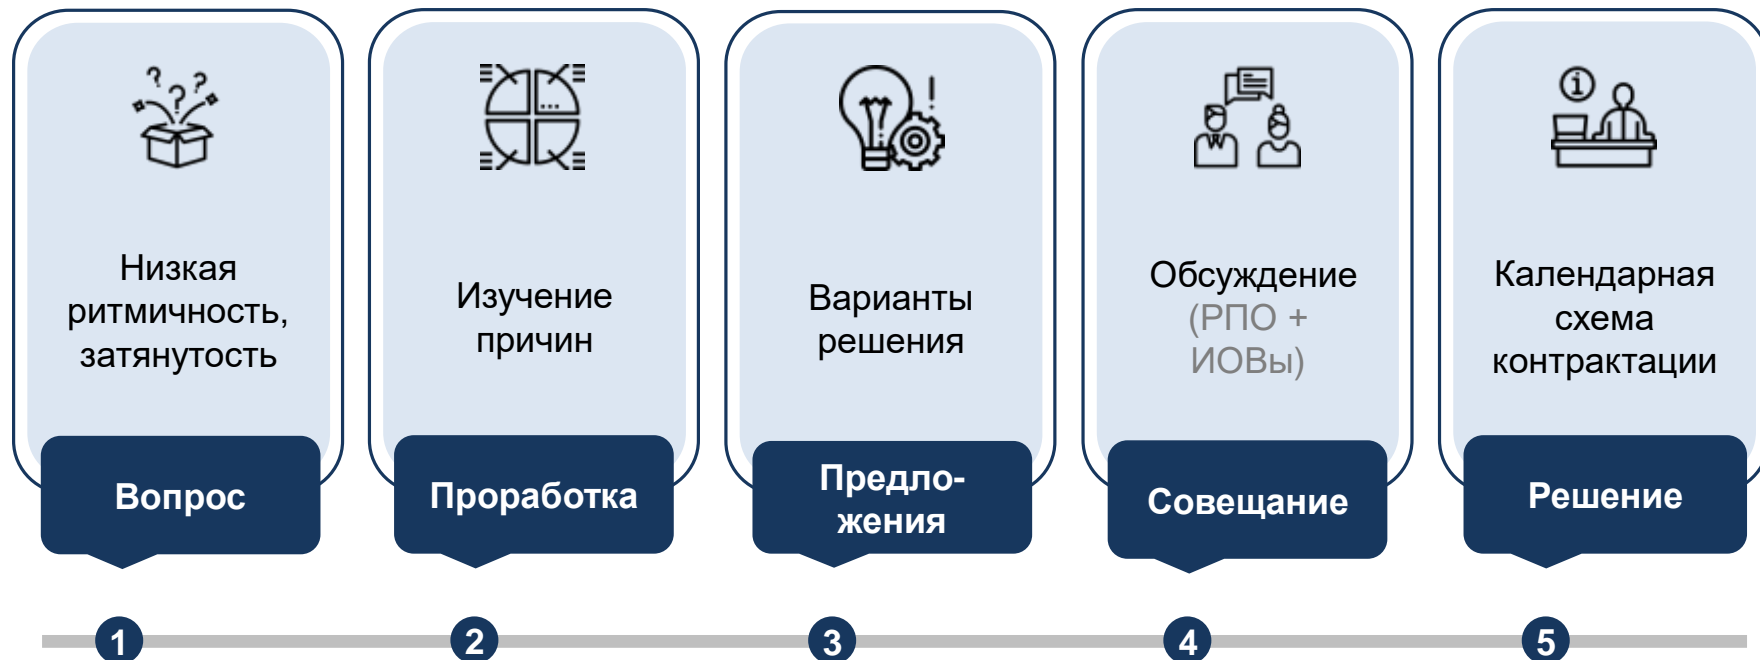 Низкая
ритмичность,
затянутость
Вопрос
1
Изучение
причин
Проработка
2
Варианты
решения
Предло-
жения
3
Обсуждение
(РПО +
ИОВы)
Совещание
4
Календарная
схема
контрактации
Решение
5